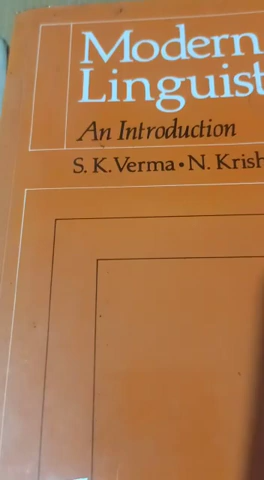 Modern
Linguist
An Introduction
S. K. Verma • N. Krish